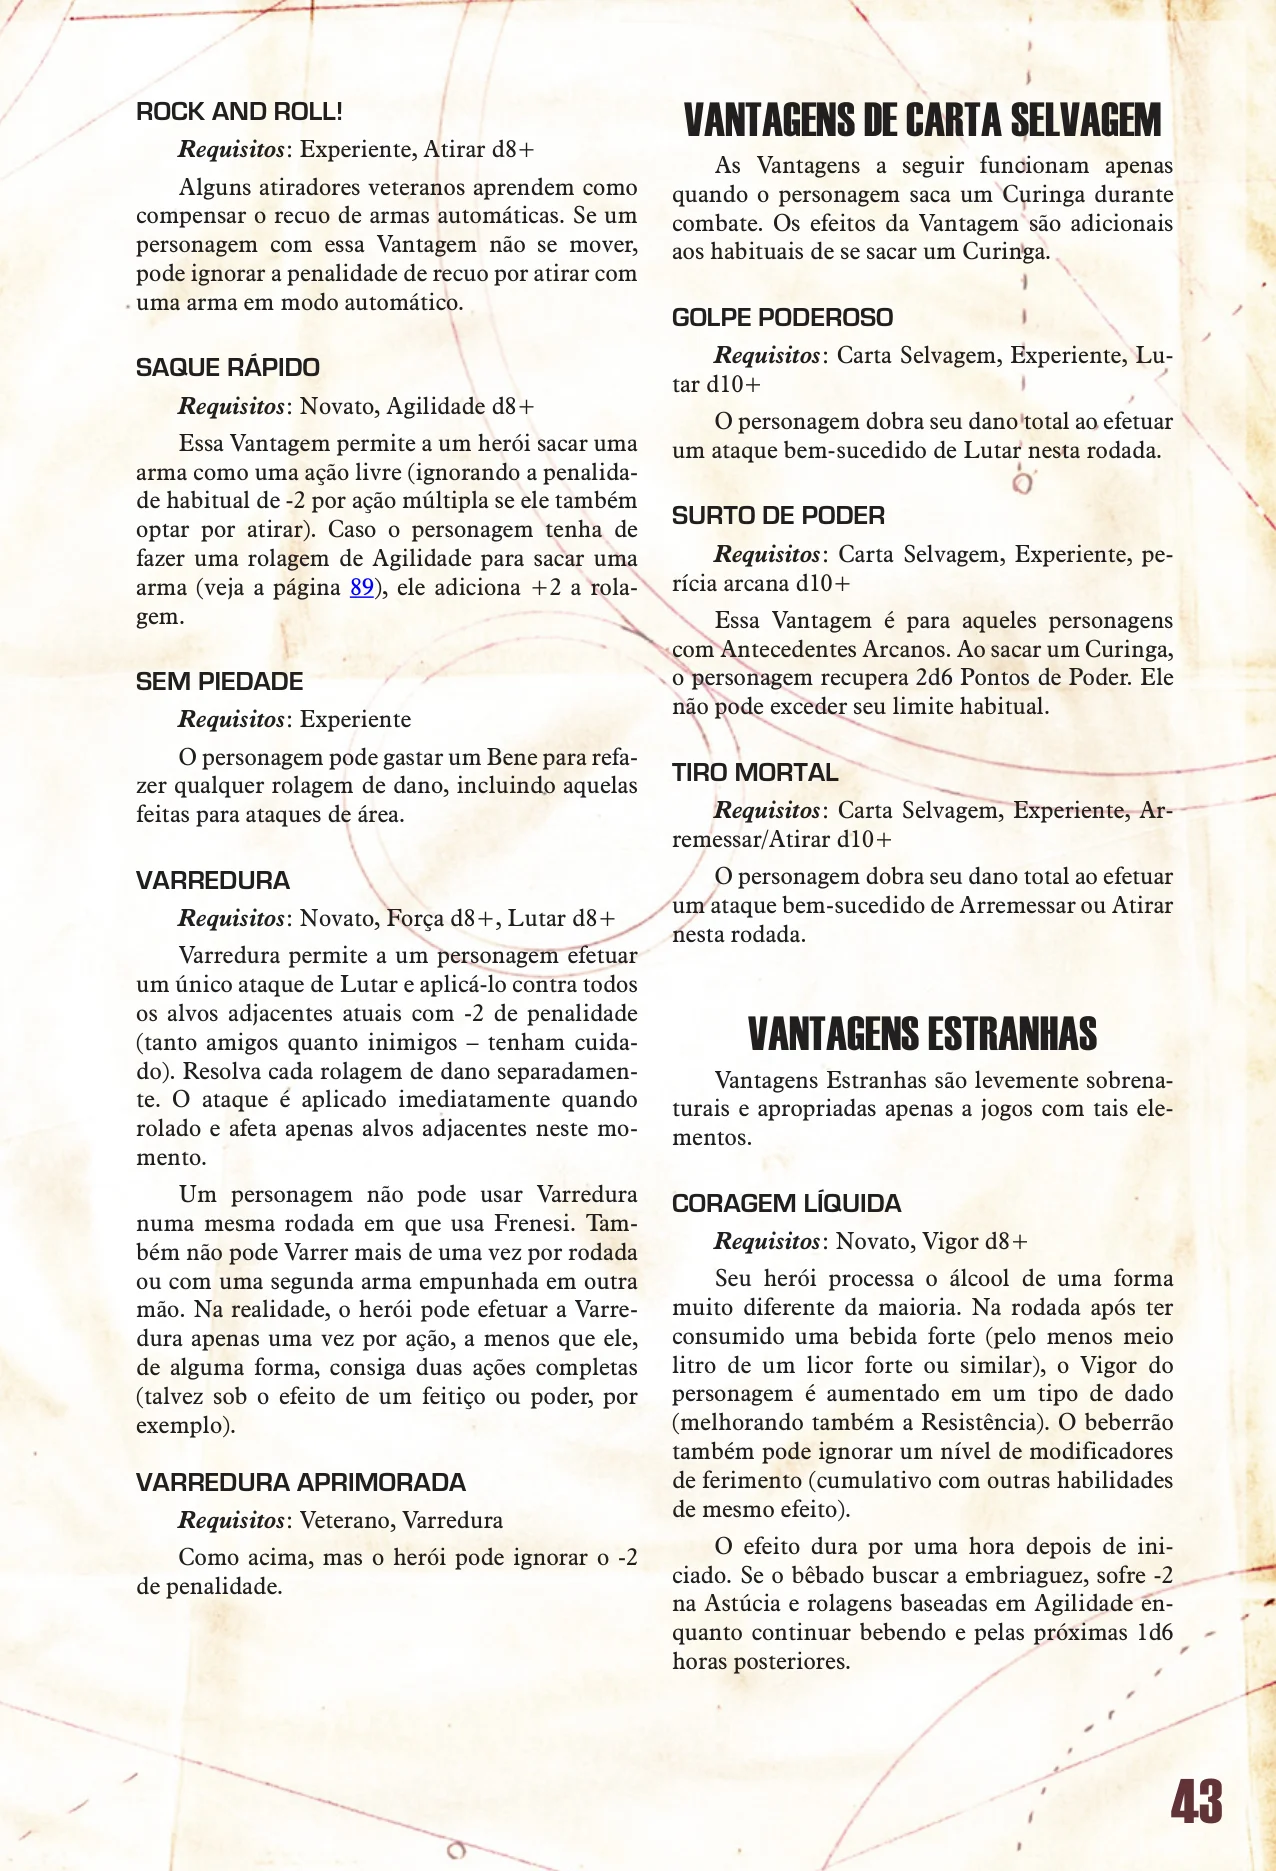 ROCK AND ROLL!
Requisitos: Experiente, Atirar d8+
Alguns atiradores veteranos aprendem como
compensar o recuo de armas automáticas. Se um
personagem com essa Vantagem não se mover,
pode ignorar a penalidade de recuo por atirar com
uma arma em modo automático.
SAQUE RÁPIDO
Requisitos: Novato, Agilidade d8+
Essa Vantagem permite a um herói sacar uma
arma como uma ação livre (ignorando a penalida-
de habitual de -2 por ação múltipla se ele também
optar por atirar). Caso o personagem tenha de
fazer uma rolagem de Agilidade para sacar uma
arma (veja a página 89), ele adiciona +2 a rola-
gem.
SEM PIEDADE
Requisitos: Experiente
O personagem pode gastar um Bene para refa-
zer qualquer rolagem de dano, incluindo aquelas
feitas para ataques de área.
VARREDURA
Requisitos: Novato, Força d8+, Lutar d8+
Varredura permite a um personagem efetuar
um único ataque de Lutar e aplicá-lo contra todos
os alvos adjacentes atuais com -2 de penalidade
(tanto amigos quanto inimigos – tenham cuida-
do). Resolva cada rolagem de dano separadamen-
te. O ataque é aplicado imediatamente quando
rolado e afeta apenas alvos adjacentes neste mo-
mento.
Um personagem não pode usar Varredura
numa mesma rodada em que usa Frenesi. Tam-
bém não pode Varrer mais de uma vez por rodada
ou com uma segunda arma empunhada em outra
mão. Na realidade, o herói pode efetuar a Varre-
dura apenas uma vez por ação, a menos que ele,
de alguma forma, consiga duas ações completas
(talvez sob o efeito de um feitiço ou poder, por
exemplo).
VARREDURA APRIMORADA
Requisitos: Veterano, Varredura
Como acima, mas o herói pode ignorar o -2
de penalidade.
VANTAGENS DE CARTA SELVAGEM
As Vantagens a seguir funcionam apenas
quando o personagem saca um Curinga durante
combate. Os efeitos da Vantagem são adicionais
aos habituais de se sacar um Curinga.
GOLPE PODEROSO
Requisitos: Carta Selvagem, Experiente, Lu-
tar d10+
O personagem dobra seu dano total ao efetuar
um ataque bem-sucedido de Lutar nesta rodada.
SURTO DE PODER
Requisitos: Carta Selvagem, Experiente, pe-
rícia arcana d10+
Essa Vantagem é para aqueles personagens
com Antecedentes Arcanos. Ao sacar um Curinga,
o personagem recupera 2d6 Pontos de Poder. Ele
não pode exceder seu limite habitual.
TIRO MORTAL
Requisitos: Carta Selvagem, Experiente, Ar-
remessar/Atirar d10+
O personagem dobra seu dano total ao efetuar
um ataque bem-sucedido de Arremessar ou Atirar
nesta rodada.
VANTAGENS ESTRANHAS
Vantagens Estranhas são levemente sobrena-
turais e apropriadas apenas a jogos com tais ele-
mentos.
CORAGEM LÍQUIDA
Requisitos: Novato, Vigor d8+
Seu herói processa o álcool de uma forma
muito diferente da maioria. Na rodada após ter
consumido uma bebida forte (pelo menos meio
litro de um licor forte ou similar), o Vigor do
personagem é aumentado em um tipo de dado
(melhorando também a Resistência). O beberrão
também pode ignorar um nível de modificadores
de ferimento (cumulativo com outras habilidades
de mesmo efeito).
O efeito dura por uma hora depois de ini-
ciado. Se o bêbado buscar a embriaguez, sofre -2
na Astúcia e rolagens baseadas em Agilidade en-
quanto continuar bebendo e pelas próximas 1d6
horas posteriores.
43